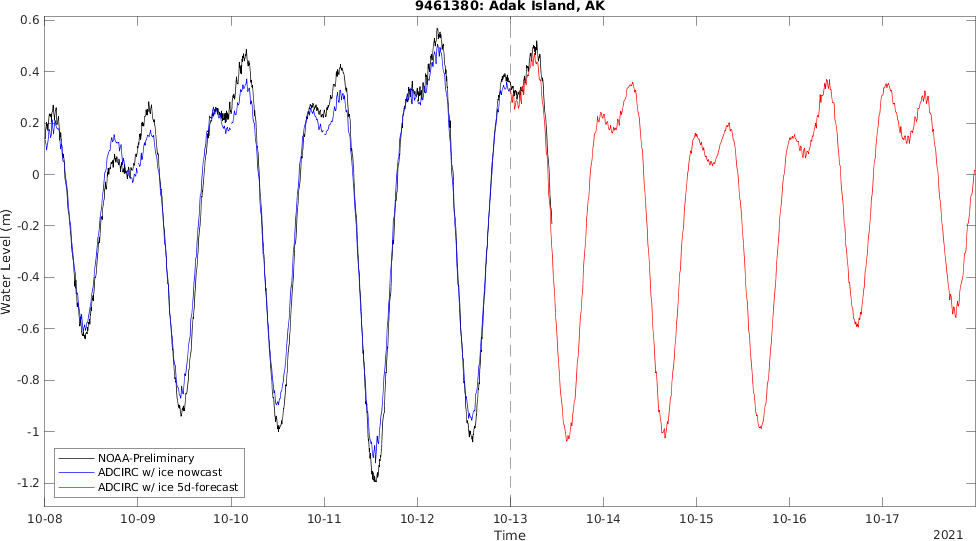 9461380: Adak Island, AK
0.6
0.4
0.2
0
-0.2
-0.4
-0.6
-0.8
-1
-1.2
Water Level (m)
NOAA-Preliminary
ADCIRC w/ ice nowcast
ADCIRC w/ ice 5d-forecast
10-08 10-09 10-10 10-11 10-12 10-13 10-14 10-15 10-16 10-17
Time
2021